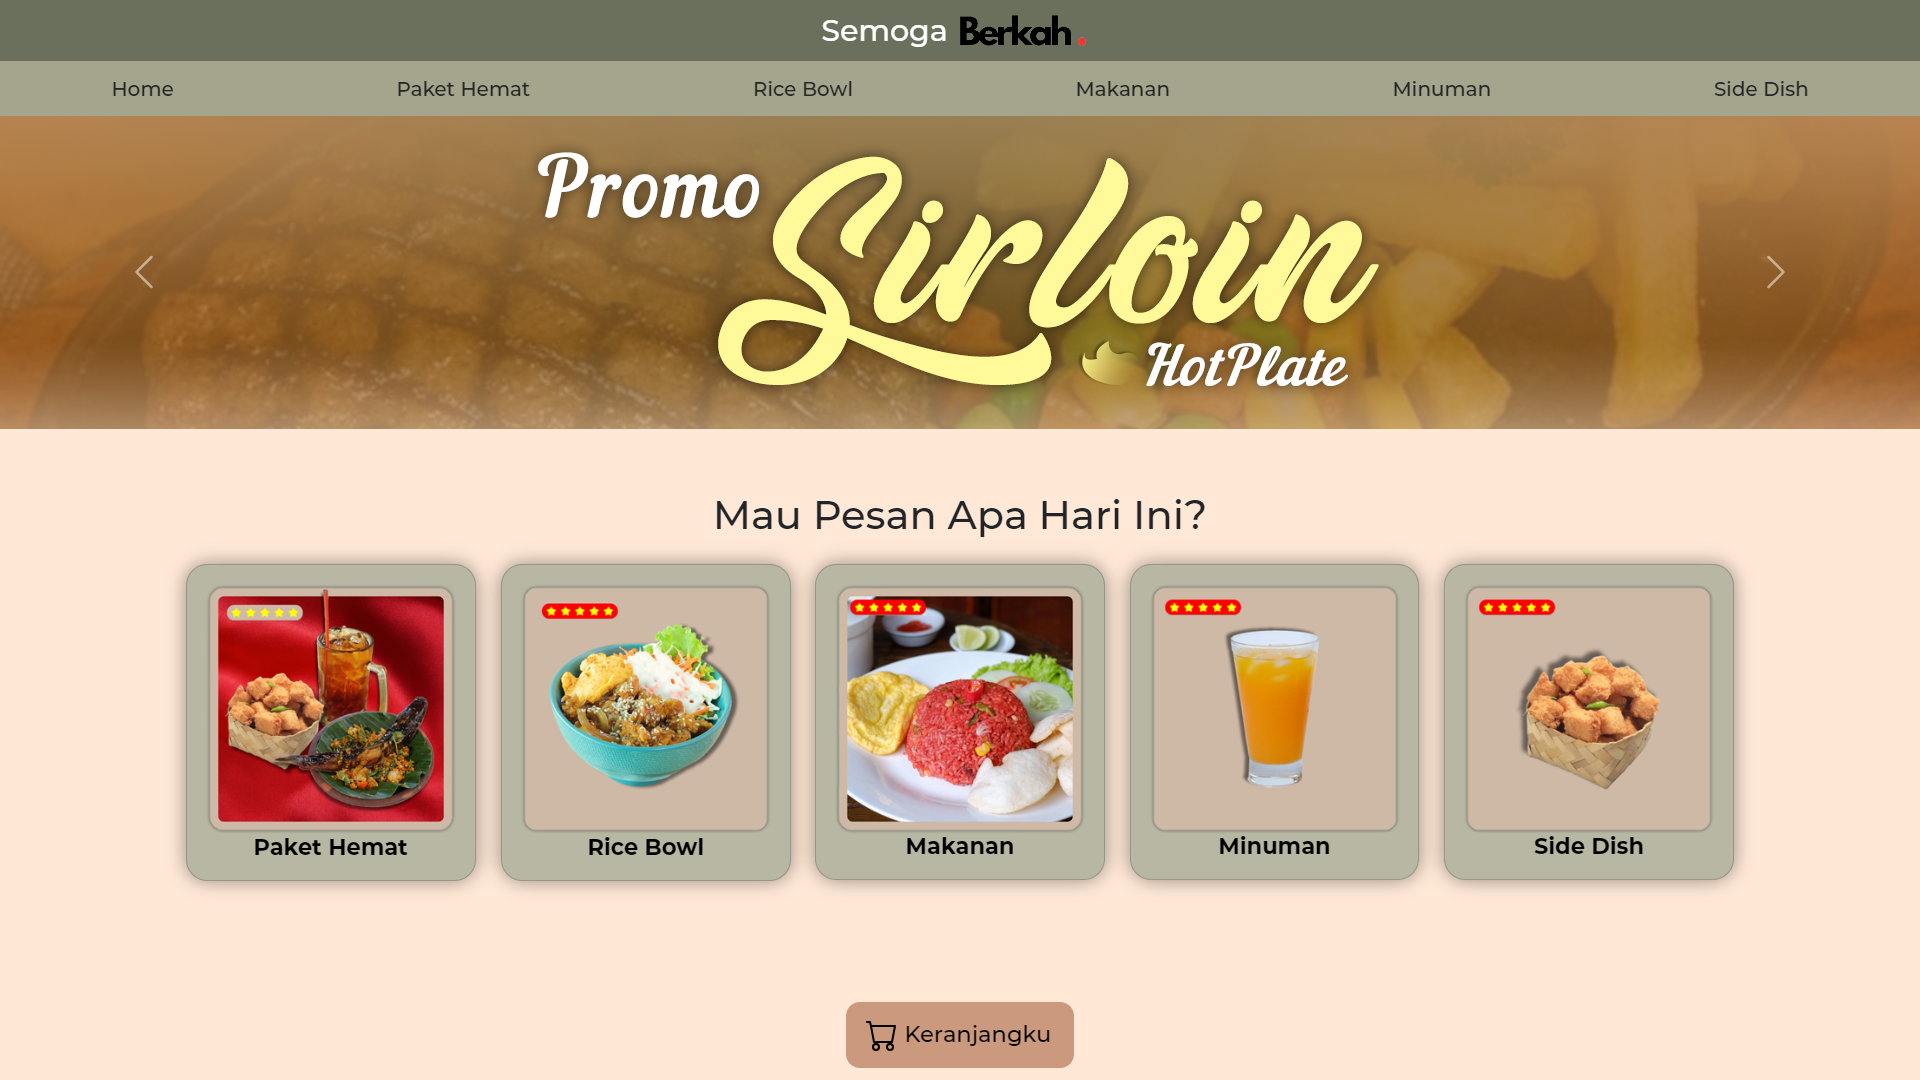 Semoga Berkah.
Home Paket Hemat Rice Bowl Makanan Minuman Side Dish
Promo
Sirloin
HotPlate
Mau Pesan Apa Hari Ini?
Paket Hemat Rice Bowl Makanan Minuman Side Dish
Keranjangku